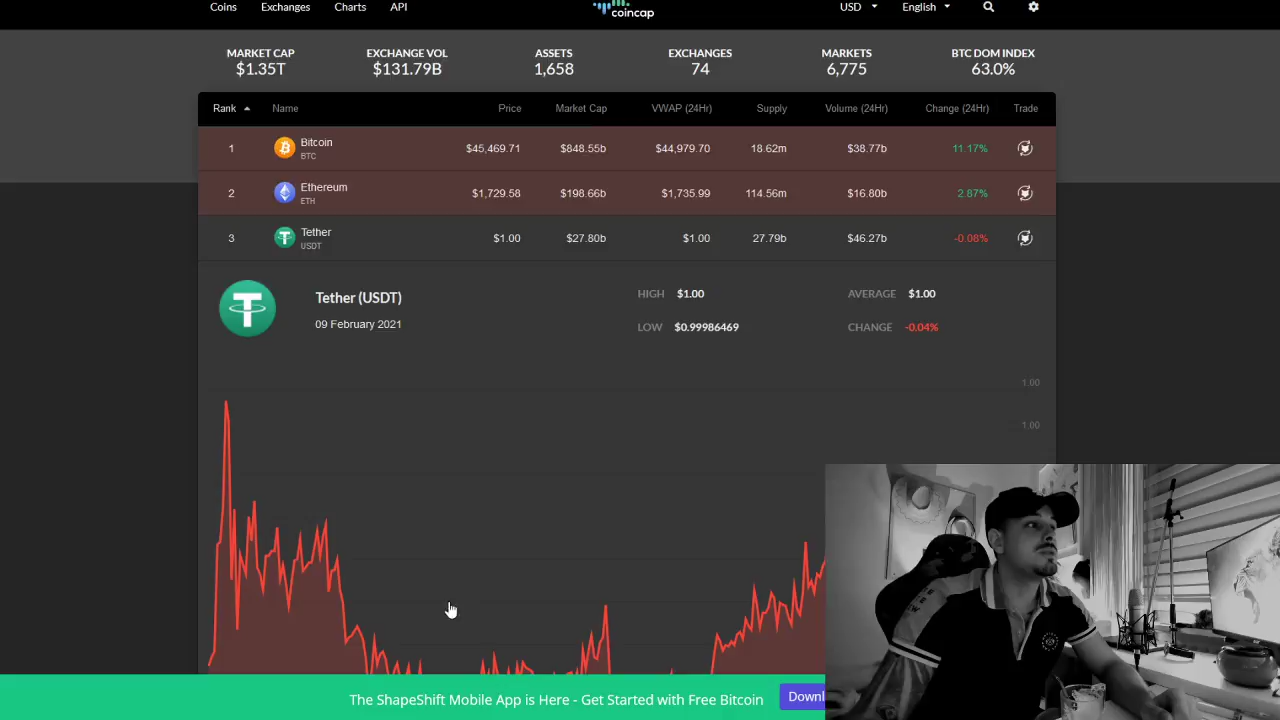 Coins Exchanges Charts API coincap USD English
MARKET CAP EXCHANGE VOL ASSETS EXCHANGES MARKETS BTC DOM INDEX
$1.35T $131.79B 1,658 74 6,775 63.0%
Rank Name Price Market Cap VWAP (24Hr) Supply Volume (24Hr) Change (24Hr) Trade
1 Bitcoin $45,469.71 $848.55b $44,979.70 18.62m $38.77b 11.17%
BTC
2 Ethereum $1,729.58 $198.66b $1,735.99 114.56m $16.80b 2.87%
ETH
3 Tether $1.00 $27.80b $1.00 27.79b $46.27b -0.08%
USDT
Tether (USDT) HIGH $1.00 AVERAGE $1.00
09 February 2021 LOW $0.99986469 CHANGE -0.04%
1.00
1.00
The ShapeShift Mobile App is Here - Get Started with Free Bitcoin Downl